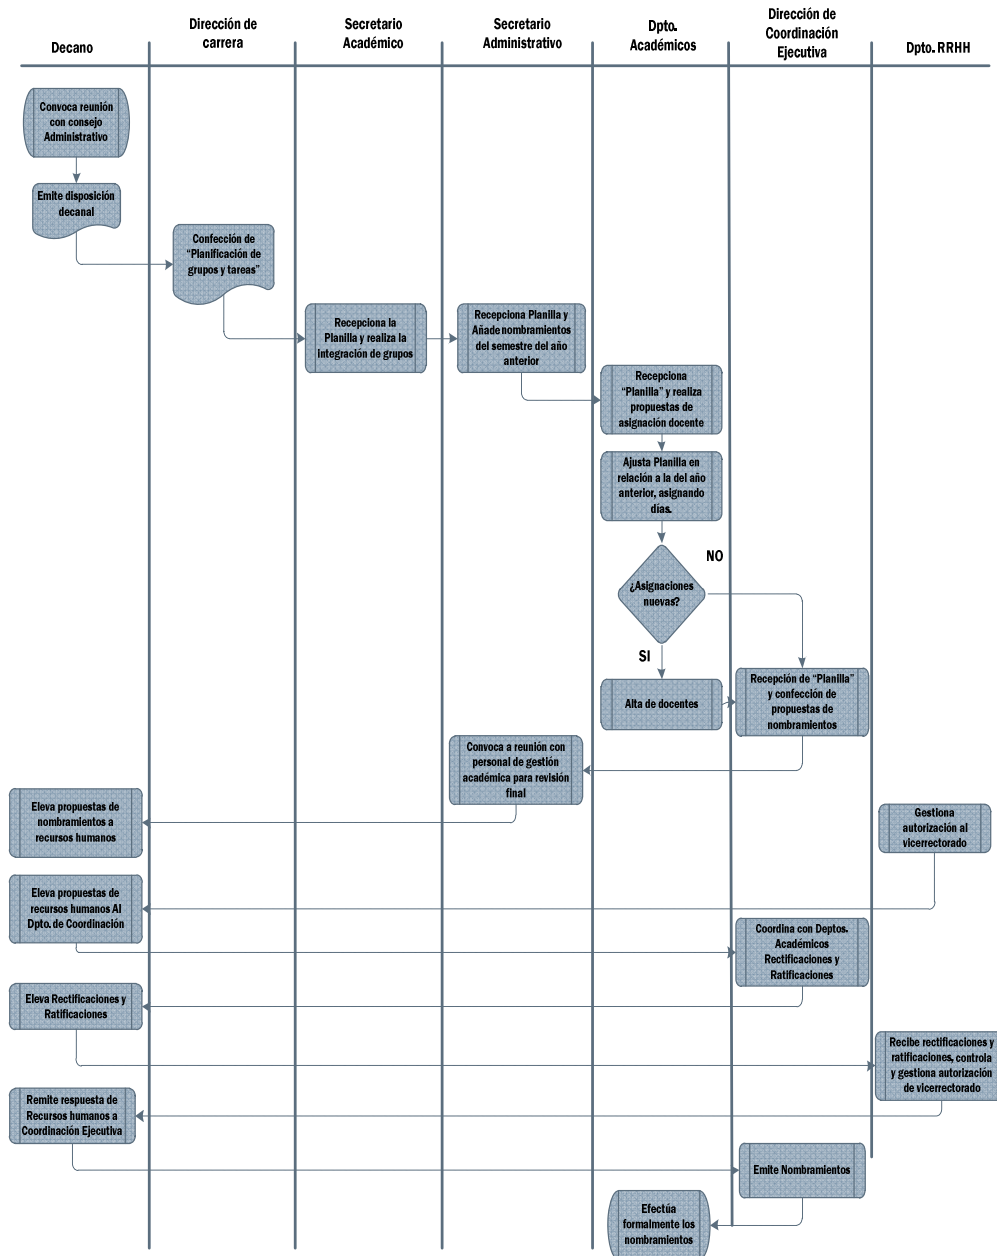 Decano
Dirección de
carrera
Secretario
Académico
Secretario
Administrativo
Dpto.
Académicos
Dirección de
Coordinación
Ejecutiva
Dpto. RRHH
Convoca reunión
con consejo
Administrativo
Emite disposición
decanal
Confección de
“Planificación de
grupos y tareas”
Recepciona la
Planilla y realiza la
integración de grupos
Recepciona Planilla y
Añade nombramientos
del semestre del año
anterior
Recepciona
“Planilla” y realiza
propuestas de
asignación docente
Ajusta Planilla en
relación a la del año
anterior, asignando
días.
NO
¿Asignaciones
nuevas?
SI
Alta de docentes
Recepción de “Planilla”
y confección de
propuestas de
nombramientos
Convoca a reunión con
personal de gestión
académica para revisión
final
Eleva propuestas de
nombramientos a
recursos humanos
Gestiona
autorización al
vicerrectorado
Eleva propuestas de
recursos humanos Al
Dpto. de Coordinación
Coordina con Deptos.
Académicos
Rectificaciones y
Ratificaciones
Eleva Rectificaciones y
Ratificaciones
Recibe rectificaciones y
ratificaciones, controla
y gestiona autorización
de vicerrectorado
Remite respuesta de
Recursos humanos a
Coordinación Ejecutiva
Emite Nombramientos
Efectúa
formalmente los
nombramientos